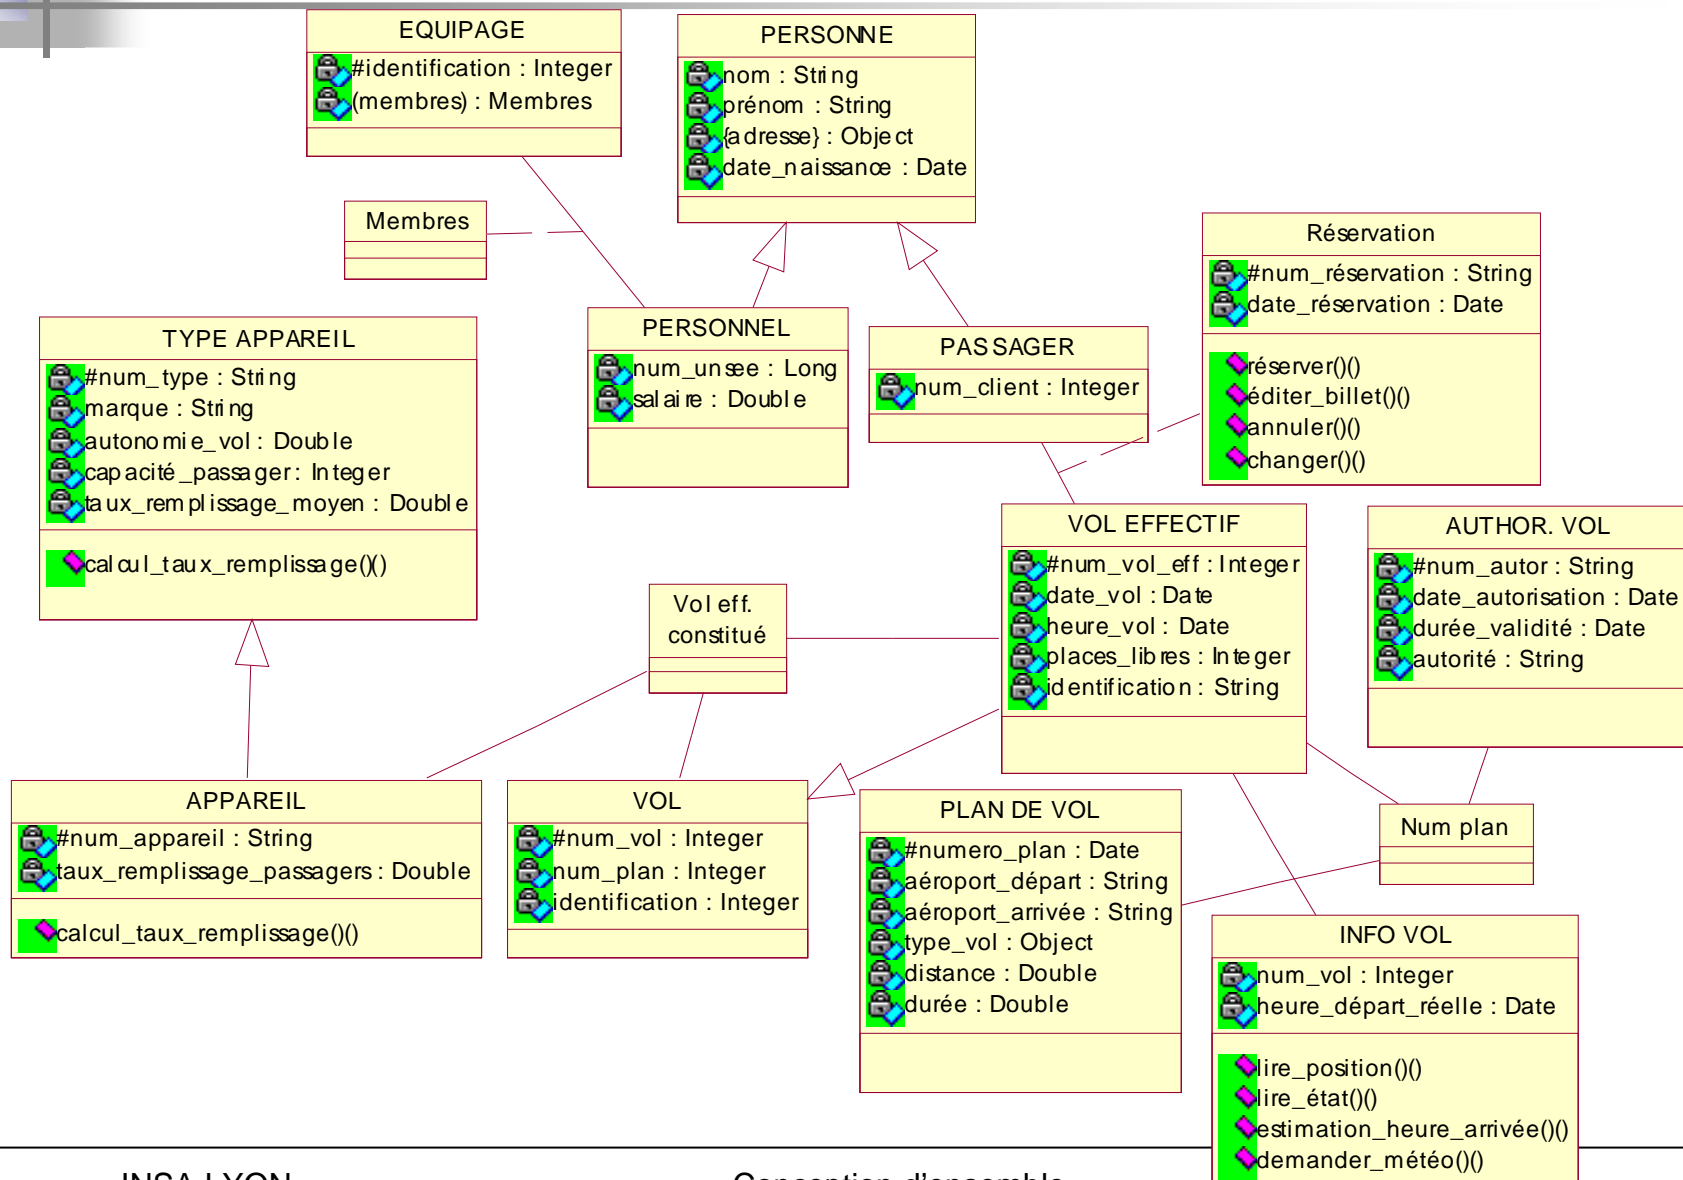 EQUIPAGE
#identification : Integer
(membres) : Membres
PERSONNE
nom : String
prénom : String
{adresse} : Object
date_naissance : Date
Membres
Réservation
#num_réservation : String
date_réservation : Date
réserver()()
éditer_billet()()
annuler()()
changer()()
TYPE APPAREIL
#num_type : String
marque : String
autonomie_vol : Double
capacité_passager : Integer
taux_remplissage_moyen : Double
calcul_taux_remplissage()()
PERSONNEL
num_unsee : Long
salaire : Double
PASSAGER
num_client : Integer
VOL EFFECTIF
#num_vol_eff : Integer
date_vol : Date
heure_vol : Date
places_libres : Integer
identification : String
AUTHOR. VOL
#num_autor : String
date_autorisation : Date
durée_validité : Date
autorité : String
Vol eff.
constitué
APPAREIL
#num_appareil : String
taux_remplissage_passagers : Double
calcul_taux_remplissage()()
VOL
#num_vol : Integer
num_plan : Integer
identification : Integer
PLAN DE VOL
#numero_plan : Date
aéroport_départ : String
aéroport_arrivée : String
type_vol : Object
distance : Double
durée : Double
Num plan
INFO VOL
num_vol : Integer
heure_départ_réelle : Date
lire_position()()
lire_état()()
estimation_heure_arrivée()()
demander_météo()()
INSA LYON
Conception d'ensemble